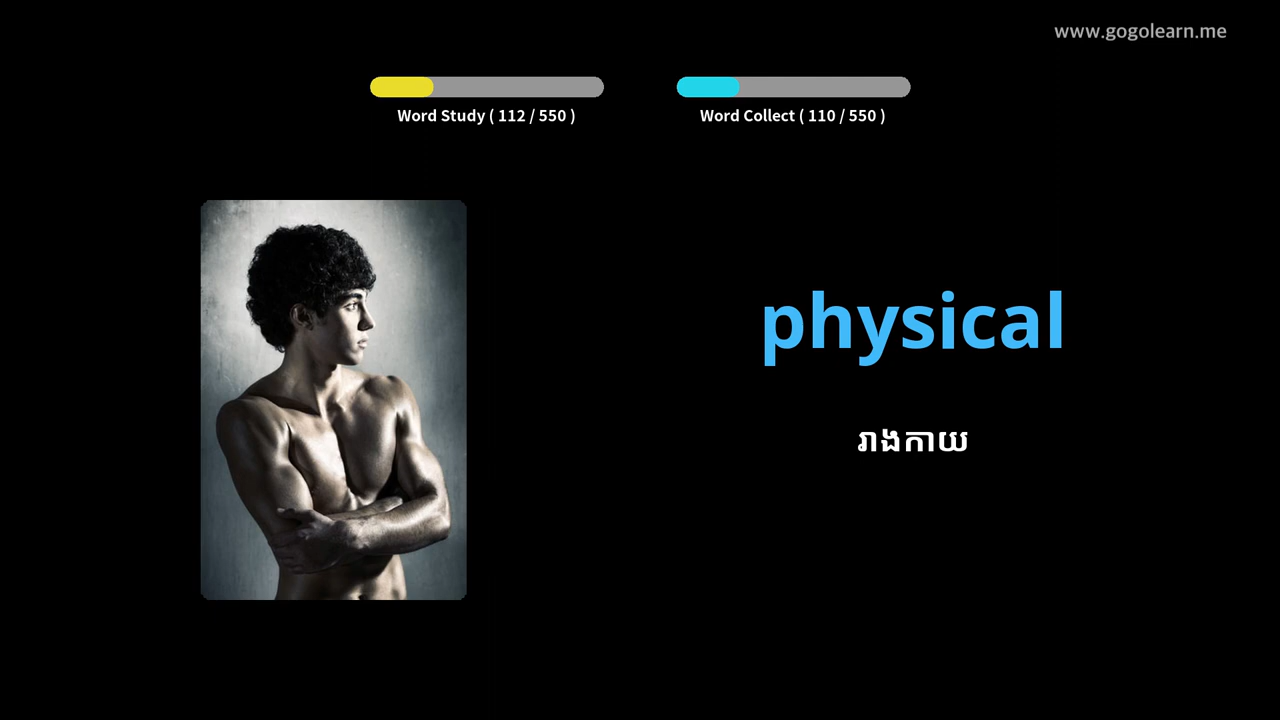 www.gogolearn.me
Word Study ( 112 / 550 )
Word Collect ( 110 / 550 )
physical
រាងកាយ